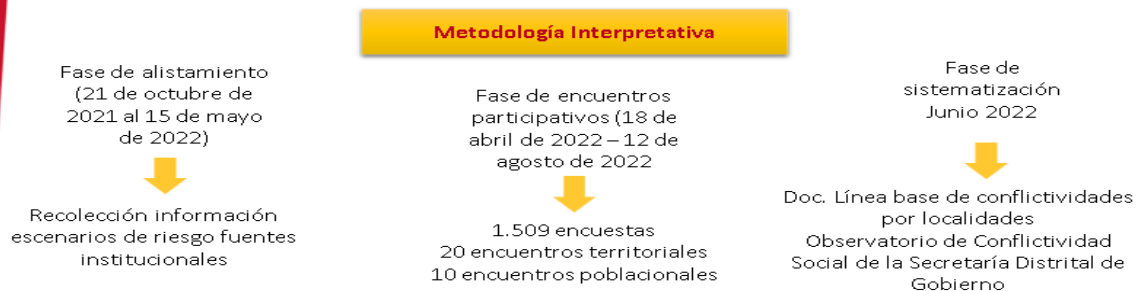 Metodología Interpretativa
Fase de alistamiento
(21 de octubre de
2021 al 15 de mayo
de 2022)
Recolección información
escenarios de riesgo fuentes
institucionales
Fase de encuentros
participativos (18 de
abril de 2022 – 12 de
agosto de 2022
1.509 encuestas
20 encuentros territoriales
10 encuentros poblacionales
Fase de
sistematización
Junio 2022
Doc. Línea base de conflictividades
por localidades
Observatorio de Conflictividad
Social de la Secretaría Distrital de
Gobierno